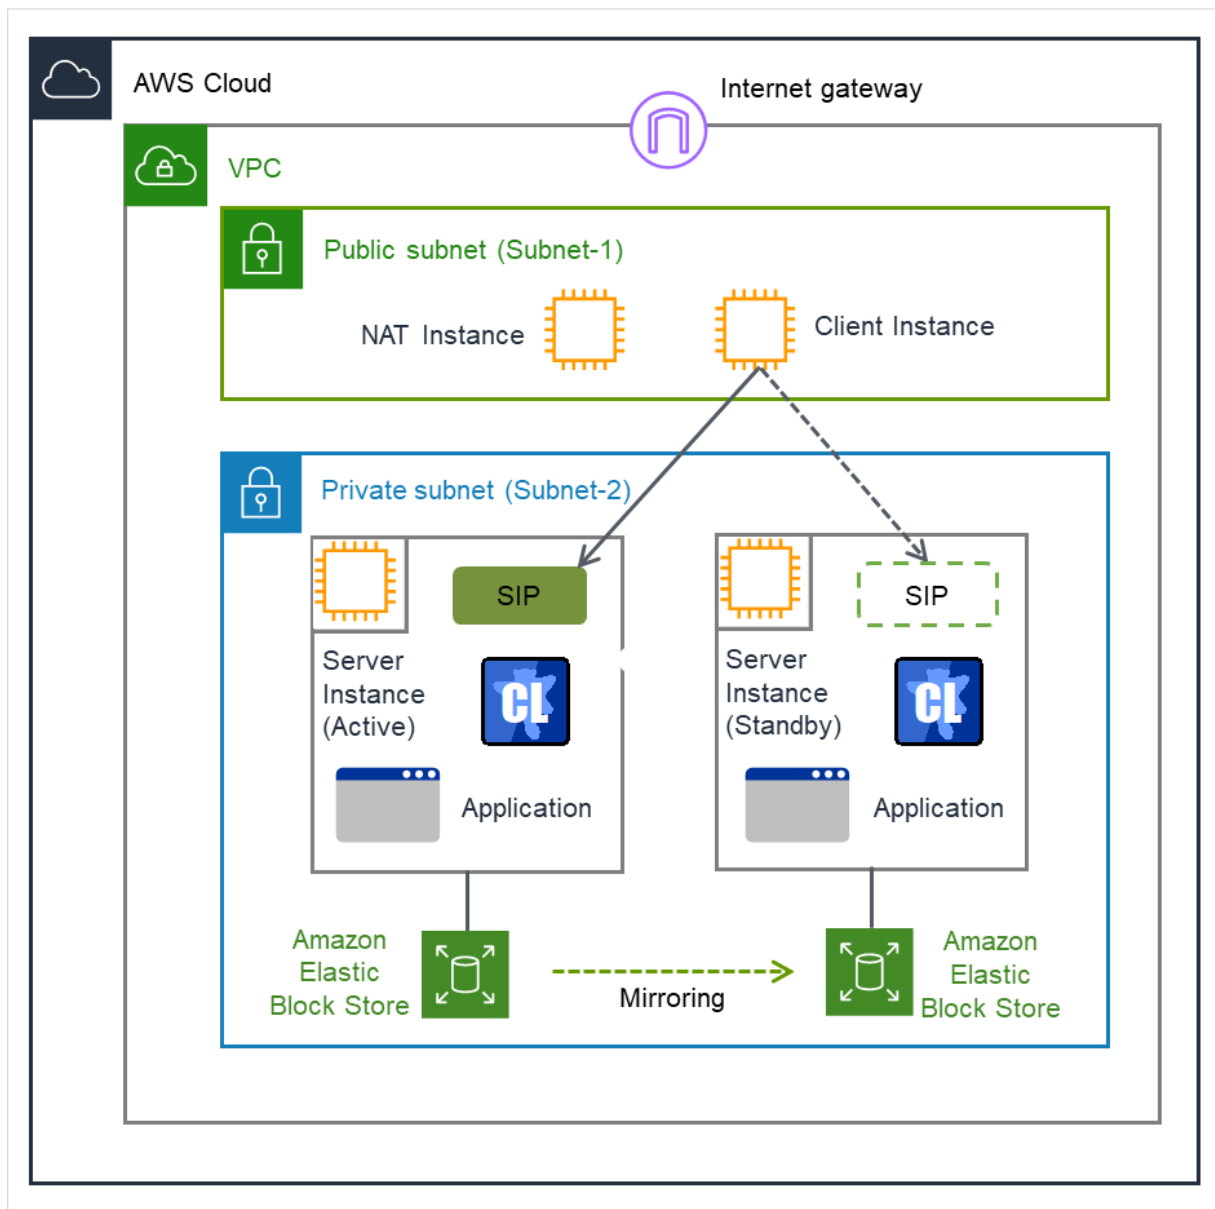 AWS Cloud
Internet gateway
VPC
Public subnet (Subnet-1)
NAT Instance
Client Instance
Private subnet (Subnet-2)
SIP
Server
Instance
(Active)
CL
Application
SIP
Server
Instance
(Standby)
CL
Application
Amazon
Elastic
Block Store
Mirroring
Amazon
Elastic
Block Store